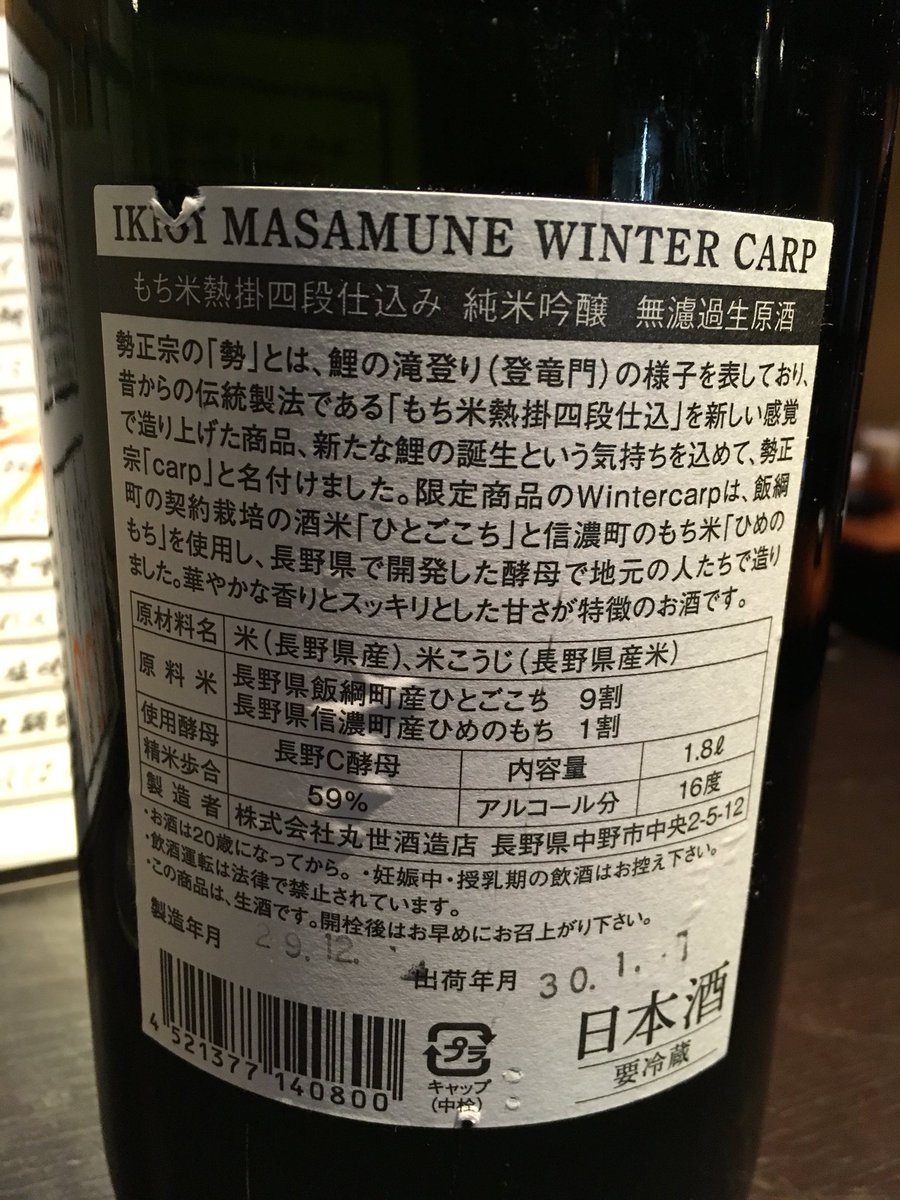 IKIOI MASAMUNE WINTER CARP
もち米熱掛四段仕込み 純米吟醸 無濾過生原酒
勢正宗の「勢」とは、鯉の滝登り(登竜門)の様子を表しており、
昔からの伝統製法である「もち米熱掛四段仕込」を新しい感覚
で造り上げた商品、新たな鯉の誕生という気持ちを込めて、勢正
宗「carp」と名付けました。限定商品のWintercarpは、飯綱
町の契約栽培の酒米「ひとごこち」と信濃町のもち米「ひめの
もち」を使用し、長野県で開発した酵母で地元の人たちで造り
ました。華やかな香りとスッキリとした甘さが特徴のお酒です。
原材料名 米(長野県産)、米こうじ(長野県産米)
原料米 長野県飯綱町産ひとごこち 9割
長野県信濃町産ひめのもち 1割
使用酵母 長野C酵母 内容量 1.8ℓ
精米歩合 59% アルコール分 16度
製造者 株式会社丸世酒造店 長野県中野市中央2-5-12
・お酒は20歳になってから。・妊娠中・授乳期の飲酒はお控え下さい。
・飲酒運転は法律で禁止されています。
・この商品は、生酒です。開栓後はお早めにお召上がり下さい。
製造年月 29.12.
出荷年月 30.1.
日本酒
要冷蔵
4 521377 140800
プラ
キャップ
(中栓)